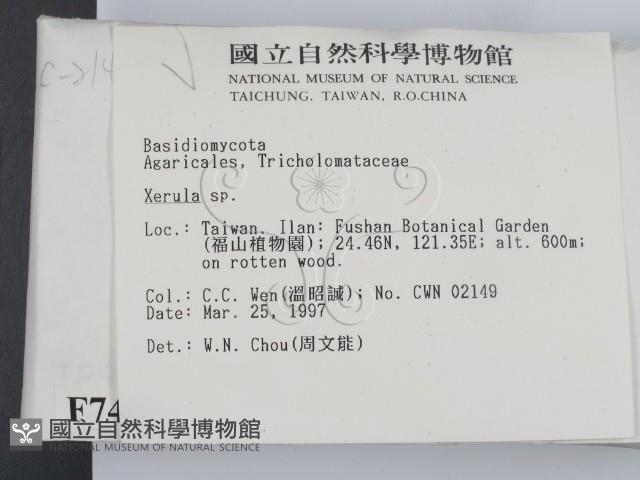 C-214
國立自然科學博物館
NATIONAL MUSEUM OF NATURAL SCIENCE
TAICHUNG, TAIWAN, R.O.CHINA
Basidiomycota
Agaricales, Tricholomataceae
Xerula sp.
Loc.: Taiwan. Ilan: Fushan Botanical Garden
(福山植物園); 24.46N, 121.35E; alt. 600m;
on rotten wood.
Col.: C.C. Wen(溫昭誠); No. CWN 02149
Date: Mar. 25, 1997
Det.: W.N. Chou(周文能)
F74
國立自然科學博物館
NATIONAL MUSEUM OF NATURAL SCIENCE